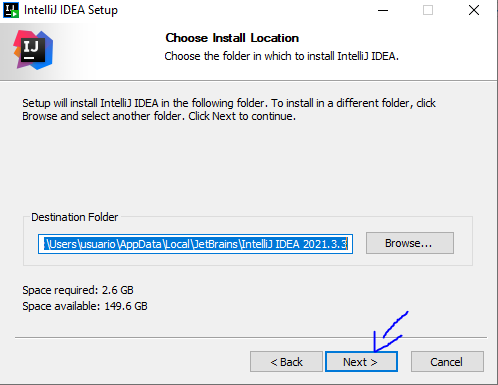 IntelliJ IDEA Setup
IJ
Choose Install Location
Choose the folder in which to install IntelliJ IDEA.
Setup will install IntelliJ IDEA in the following folder. To install in a different folder, click
Browse and select another folder. Click Next to continue.
Destination Folder
:\Users\usuario\AppData\Local\JetBrains\IntelliJ IDEA 2021.3.3
Browse...
Space required: 2.6 GB
Space available: 149.6 GB
< Back
Next >
Cancel